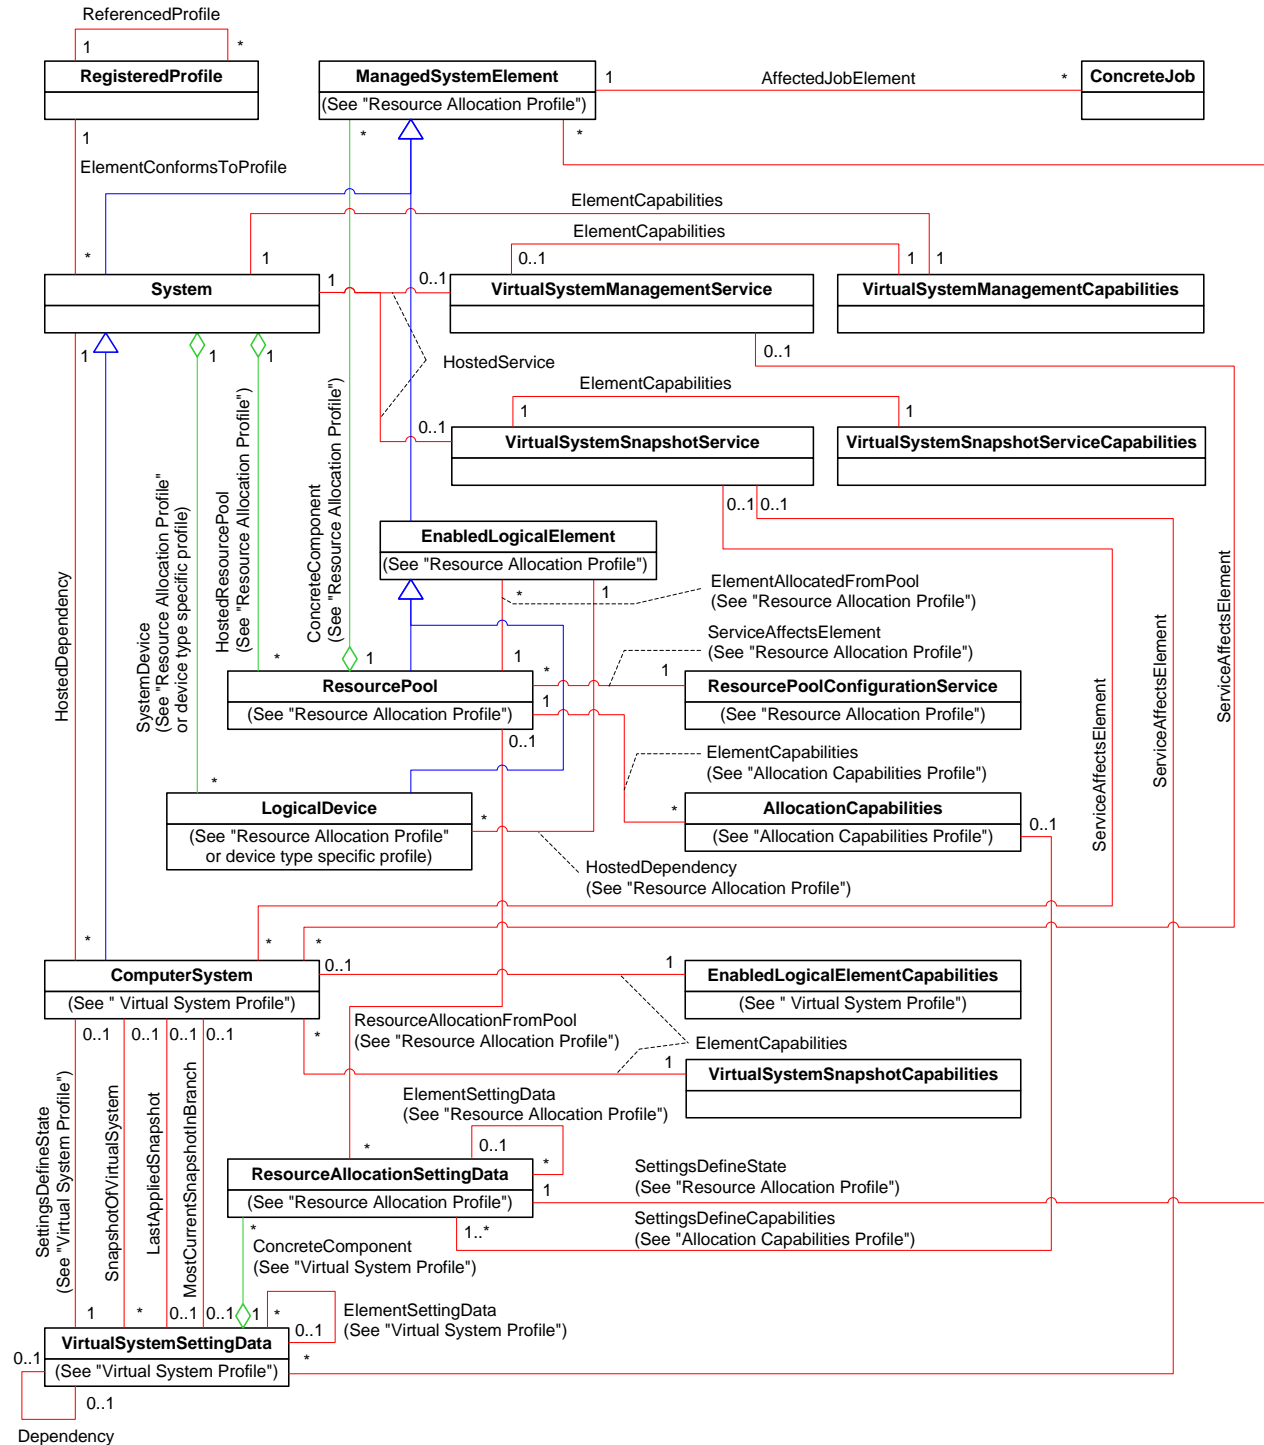 ReferencedProfile
1
*
RegisteredProfile
ManagedSystemElement
(See "Resource Allocation Profile")
1
AffectedJobElement
*
ConcreteJob
1
*
*
ElementConformsToProfile
ElementCapabilities
ElementCapabilities
*
1
1
0..1
0..1
1
1
System
VirtualSystemManagementService
VirtualSystemManagementCapabilities
1
1
1
0..1
HostedService
ElementCapabilities
1
1
0..1
VirtualSystemSnapshotService
VirtualSystemSnapshotServiceCapabilities
HostedDependency
SystemDevice
(See "Resource Allocation Profile"
or device type specific profile)
HostedResourcePool
(See "Resource Allocation Profile")
ConcreteComponent
(See "Resource Allocation Profile")
0..1
0..1
EnabledLogicalElement
(See "Resource Allocation Profile")
ServiceAffectsElement
ServiceAffectsElement
ServiceAffectsElement
*
1
ElementAllocatedFromPool
(See "Resource Allocation Profile")
ServiceAffectsElement
(See "Resource Allocation Profile")
*
1
1
*
1
ResourcePool
(See "Resource Allocation Profile")
ResourcePoolConfigurationService
(See "Resource Allocation Profile")
1
0..1
ElementCapabilities
(See "Allocation Capabilities Profile")
*
LogicalDevice
(See "Resource Allocation Profile"
or device type specific profile)
*
*
AllocationCapabilities
(See "Allocation Capabilities Profile")
0..1
HostedDependency
(See "Resource Allocation Profile")
*
*
*
ComputerSystem
(See " Virtual System Profile")
0..1
1
EnabledLogicalElementCapabilities
(See " Virtual System Profile")
0..1
0..1
0..1
0..1
*
ResourceAllocationFromPool
(See "Resource Allocation Profile")
ElementCapabilities
1
VirtualSystemSnapshotCapabilities
SettingsDefineState
(See "Virtual System Profile")
SnapshotOfVirtualSystem
LastAppliedSnapshot
MostCurrentSnapshotInBranch
ElementSettingData
(See "Resource Allocation Profile")
*
0..1
*
ResourceAllocationSettingData
(See "Resource Allocation Profile")
1
SettingsDefineState
(See "Resource Allocation Profile")
*
1..*
SettingsDefineCapabilities
(See "Allocation Capabilities Profile")
ConcreteComponent
(See "Virtual System Profile")
1
*
0..1
0..1
1
*
0..1
ElementSettingData
(See "Virtual System Profile")
VirtualSystemSettingData
(See "Virtual System Profile")
*
0..1
0..1
Dependency